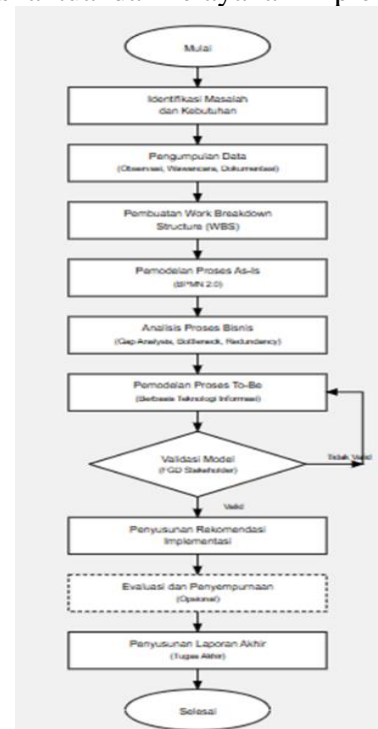 Mulai
Identifikasi Masalah
dan Kebutuhan
Pengumpulan Data
(Observasi, Wawancara, Dokumentasi)
Pembuatan Work Breakdown
Structure (WBS)
Pemodelan Proses As-Is
(BPMN 2.0)
Analisis Proses Bisnis
(Gap Analysis, Bottleneck, Redundancy)
Pemodelan Proses To-Be
(Berbasis Teknologi Informasi)
Validasi Model
(FGD Stakeholder)
Tidak Valid
Valid
Penyusunan Rekomendasi
Implementasi
Evaluasi dan Penyempurnaan
(Opsional)
Penyusunan Laporan Akhir
(Tugas Akhir)
Selesai